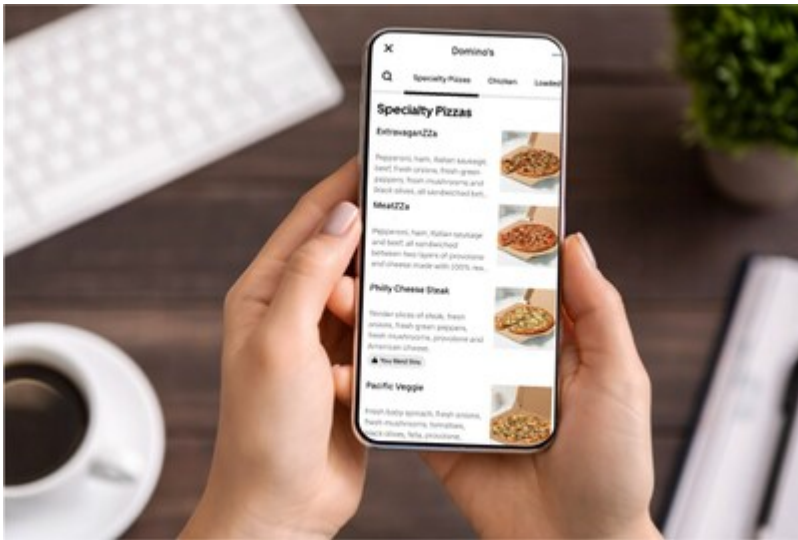 Domino's
Specialty Pizzas
Chicken
Loaded
Specialty Pizzas
ExtravaganZZa
Pepperoni, ham, Italian sausage,
beef, fresh onions, fresh green
peppers, fresh mushrooms and
black olives, all sandwiched bet...
MeatZZa
Pepperoni, ham, Italian sausage
and beef, all sandwiched
between two layers of provolone
and cheese made with 100% rea...
Philly Cheese Steak
Tender slices of steak, fresh
onions, fresh green peppers,
fresh mushrooms, provolone and
American cheese.
Pacific Veggie
Fresh baby spinach, fresh onions,
fresh mushrooms, tomatoes,
black olives, feta, provolone,